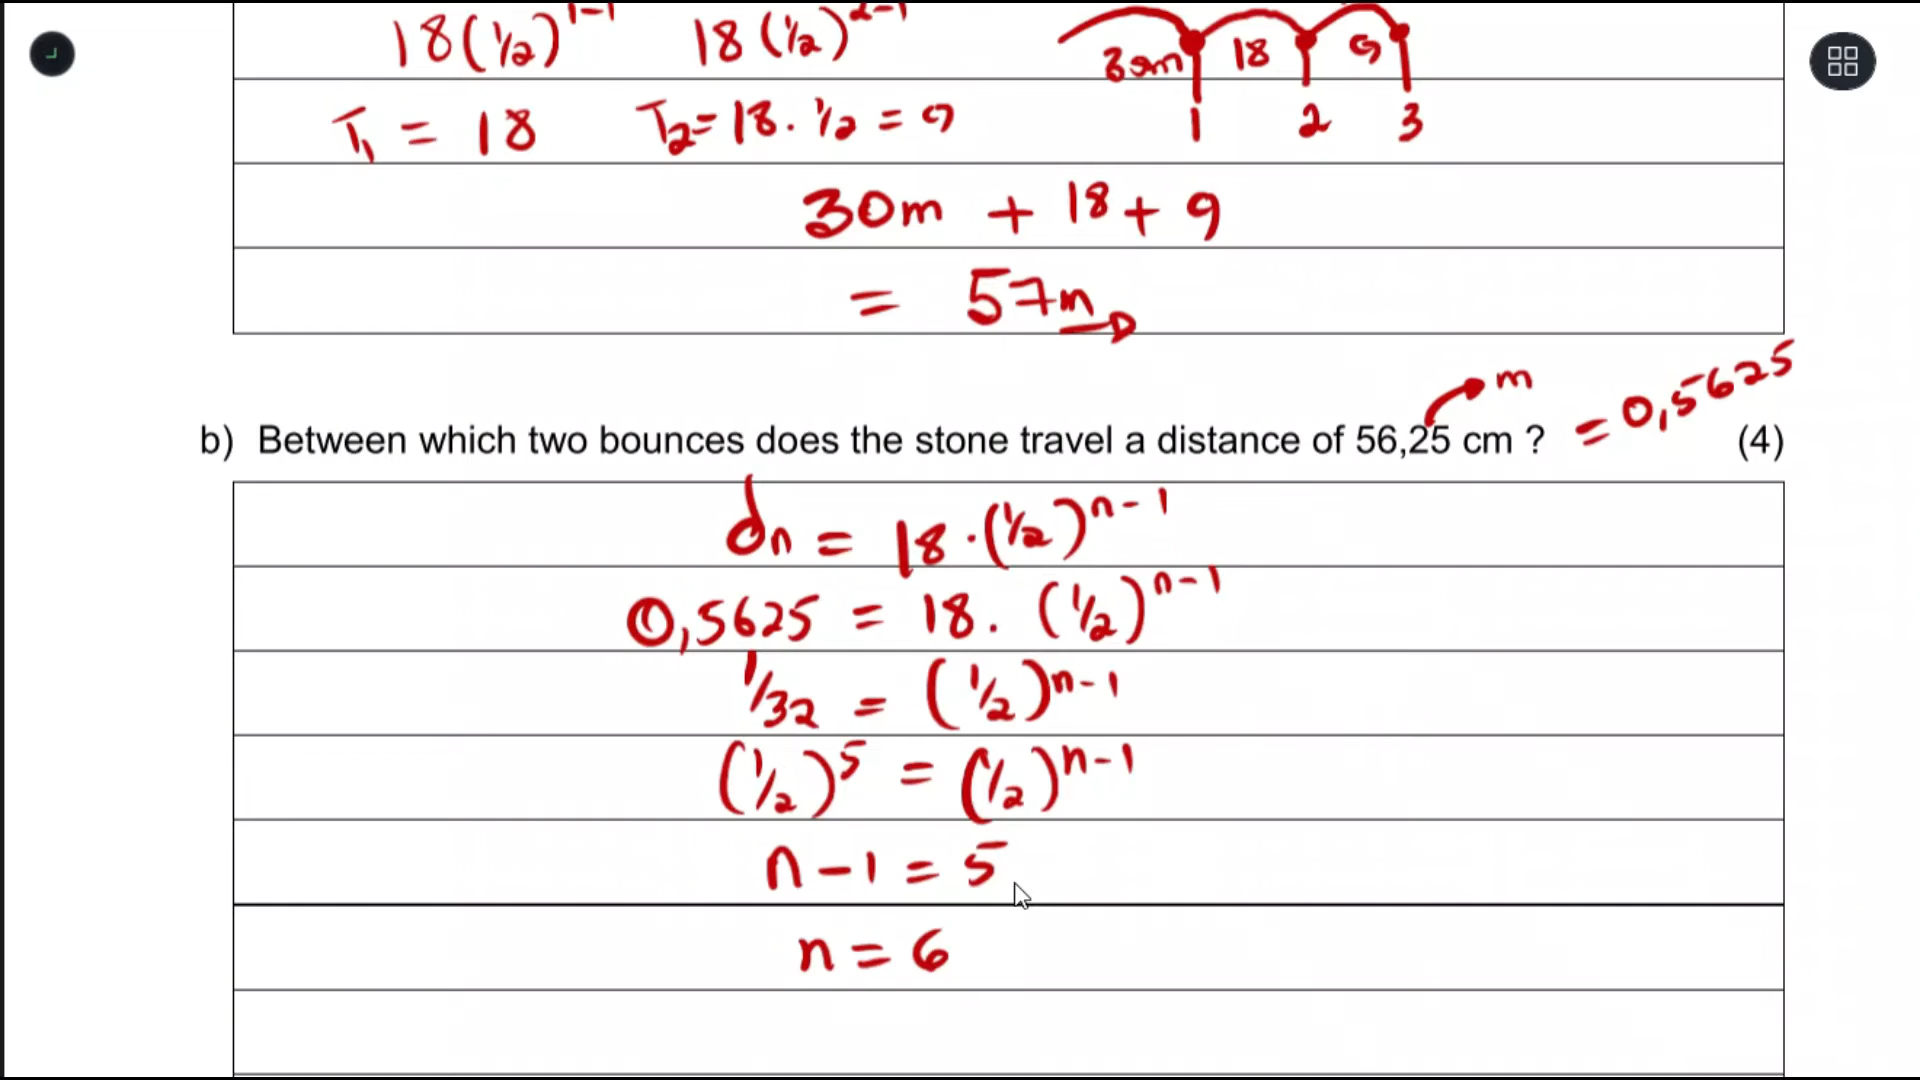 18(½)^1-1 18(½)^2-1
30m 18 9
T₁ = 18 T₂= 18 . ½ = 9 1 2 3
30m + 18 + 9
= 57m
m = 0,5625
b) Between which two bounces does the stone travel a distance of 56,25 cm ? (4)
dn = 18 · (½)^n-1
0,5625 = 18 . (½)^n-1
1/32 = (½)^n-1
(½)^5 = (½)^n-1
n - 1 = 5
n = 6